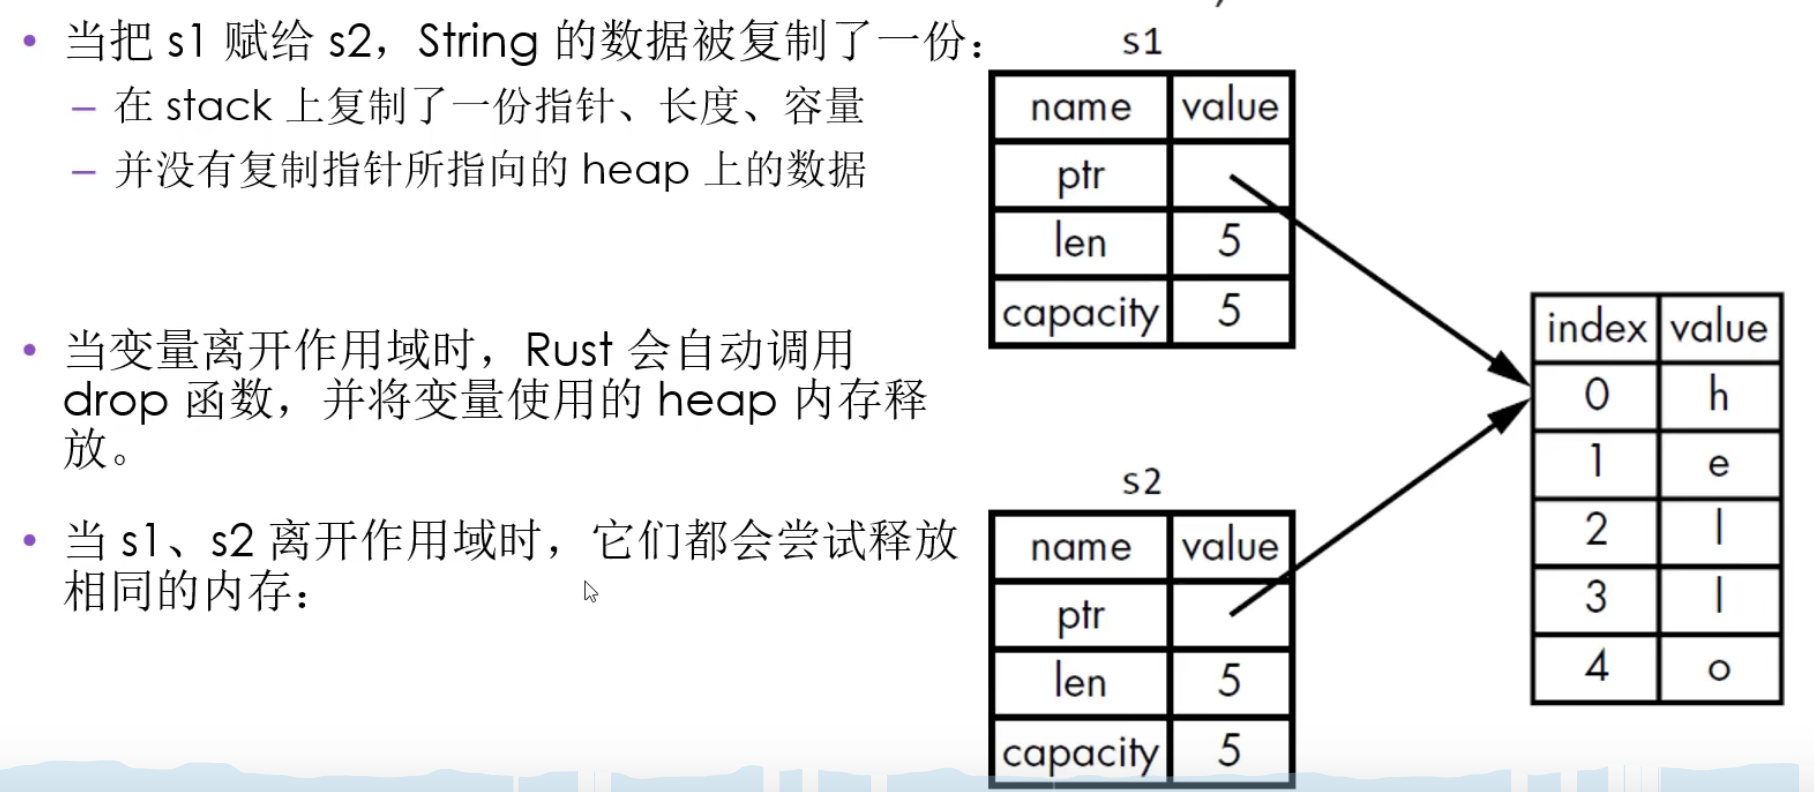 • 当把 s1 赋给 s2，String 的数据被复制了一份：
– 在 stack 上复制了一份指针、长度、容量
– 并没有复制指针所指向的 heap 上的数据
• 当变量离开作用域时，Rust 会自动调用
drop 函数，并将变量使用的 heap 内存释
放。
• 当 s1、s2 离开作用域时，它们都会尝试释放
相同的内存：
s1
name value
ptr
len 5
capacity 5
s2
name value
ptr
len 5
capacity 5
index value
0 h
1 e
2 l
3 l
4 o